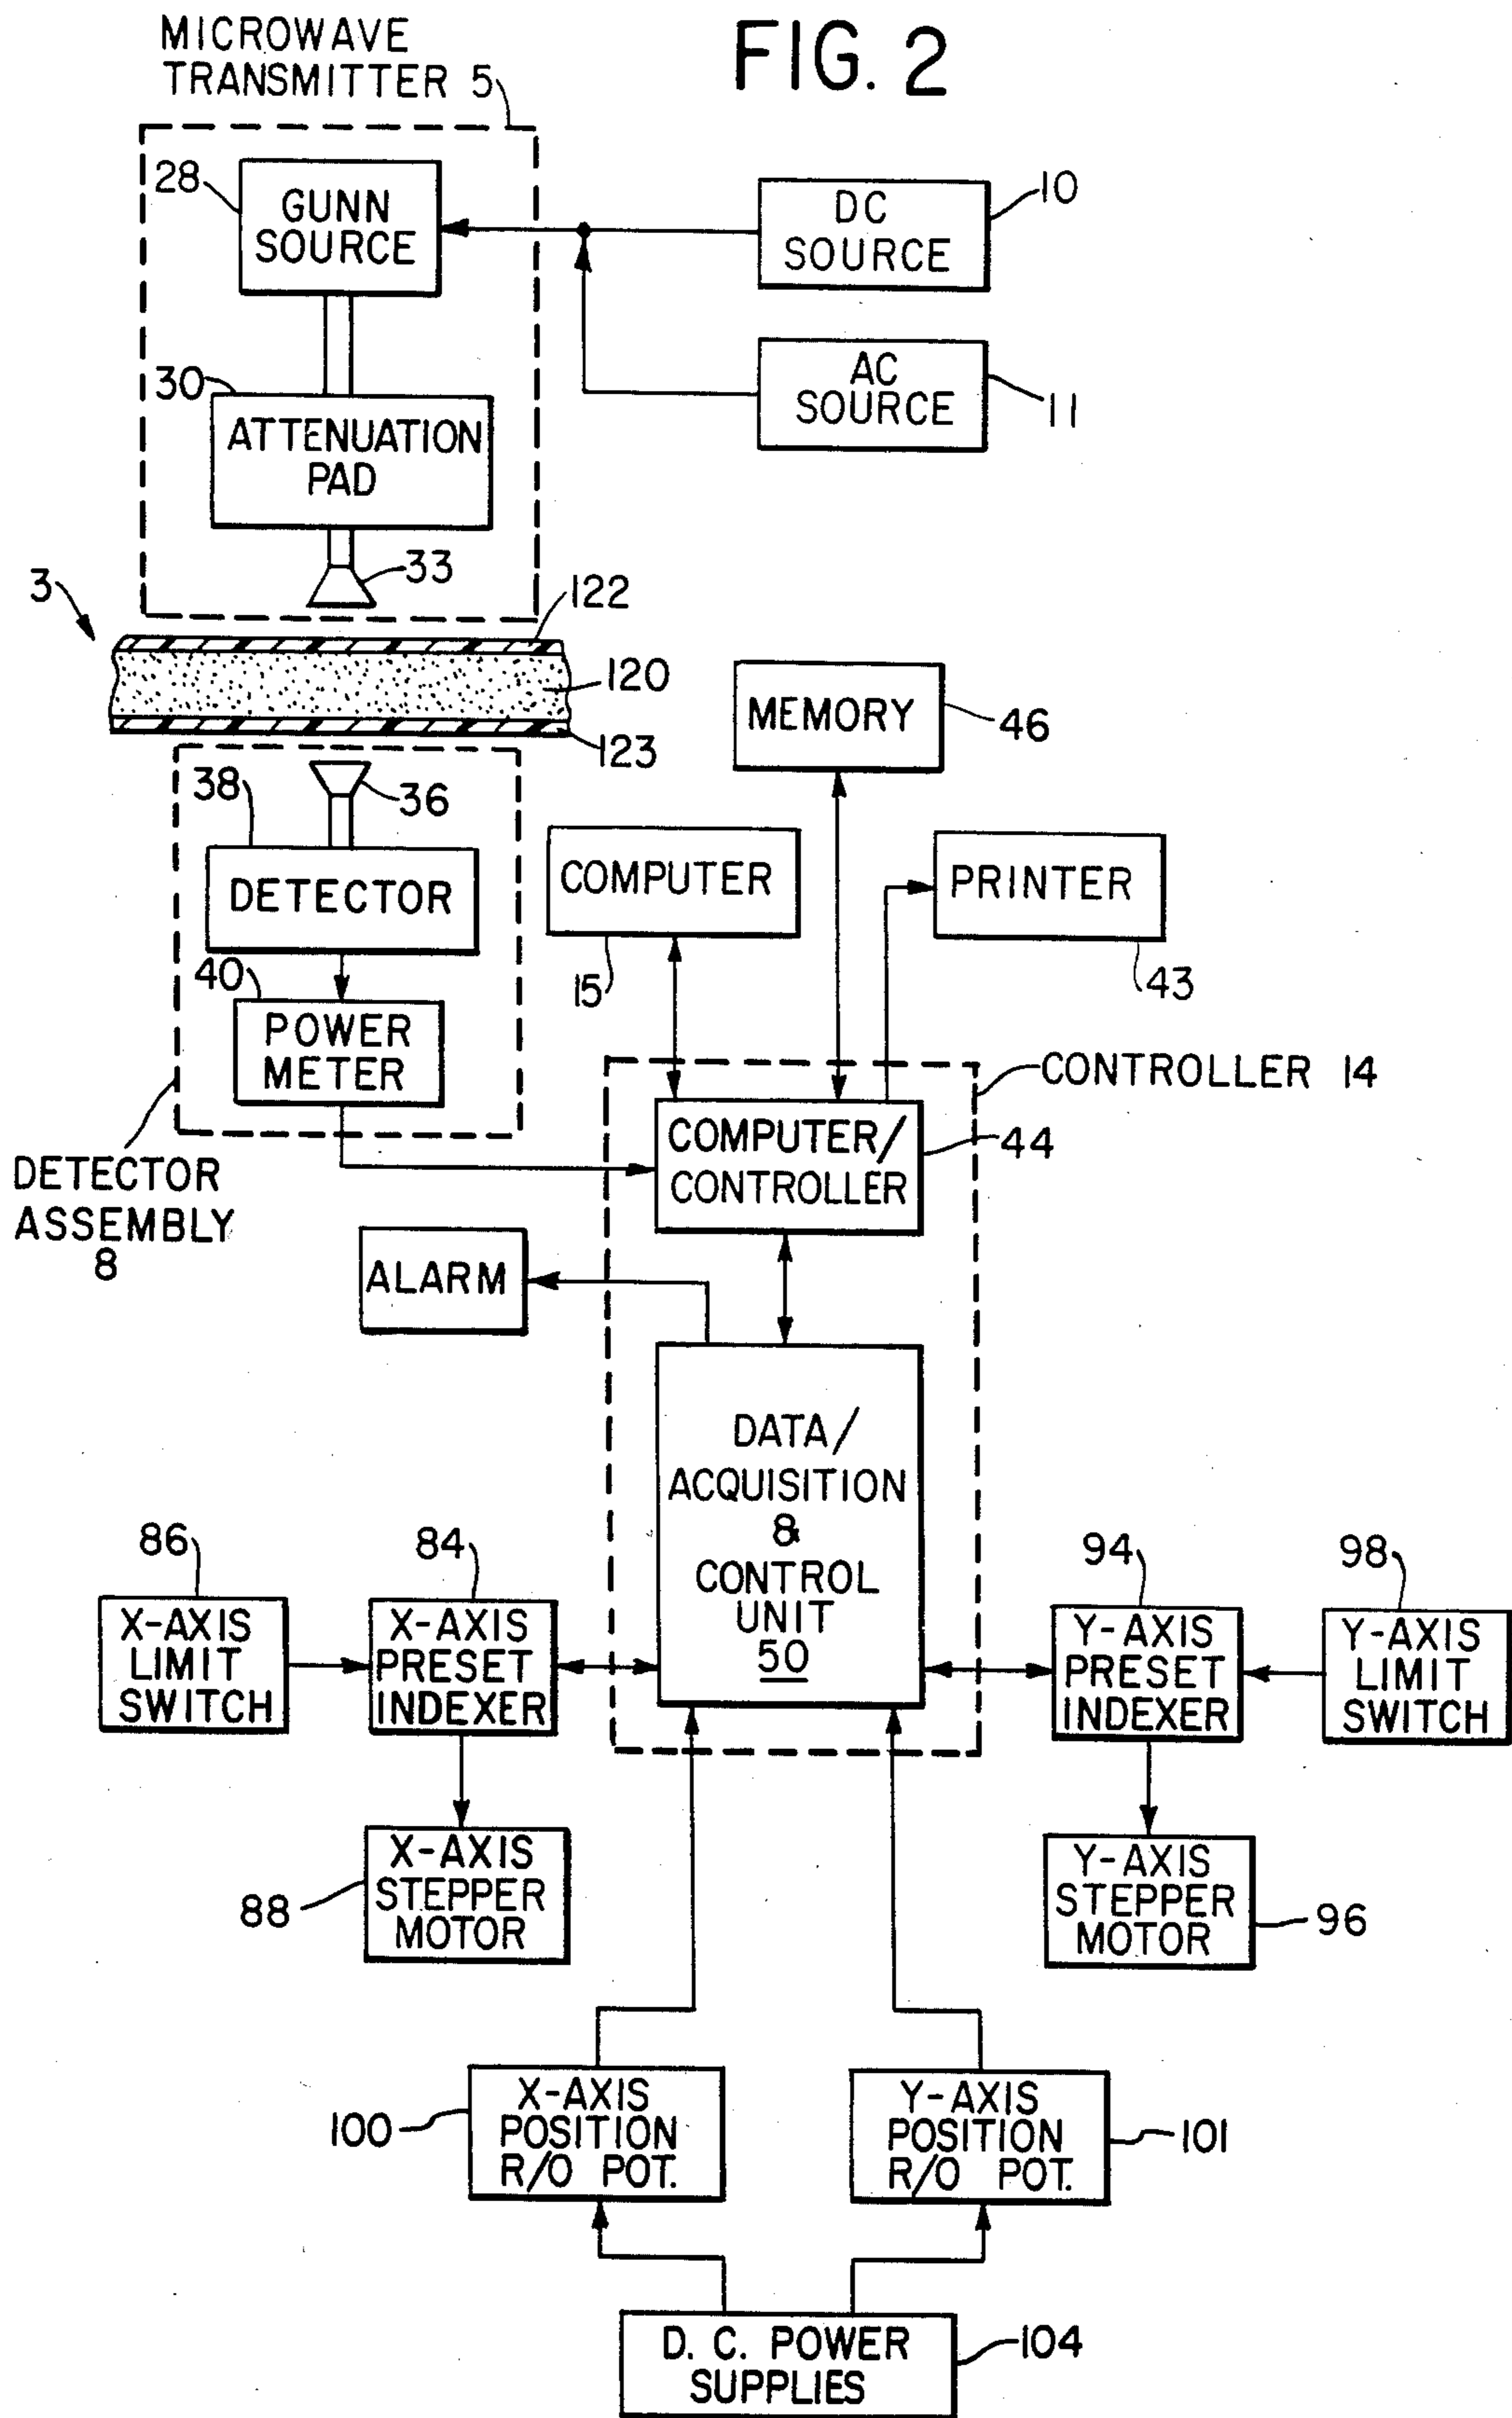 FIG. 2
MICROWAVE
TRANSMITTER 5
28
GUNN
SOURCE
DC
SOURCE
10
AC
SOURCE
11
30
ATTENUATION
PAD
33
3
122
120
123
MEMORY
46
36
38
DETECTOR
COMPUTER
15
PRINTER
43
40
POWER
METER
CONTROLLER 14
COMPUTER/
CONTROLLER
44
DETECTOR
ASSEMBLY
8
ALARM
DATA/
ACQUISITION
&
CONTROL
UNIT
50
86
X-AXIS
LIMIT
SWITCH
84
X-AXIS
PRESET
INDEXER
94
Y-AXIS
PRESET
INDEXER
98
Y-AXIS
LIMIT
SWITCH
88
X-AXIS
STEPPER
MOTOR
Y-AXIS
STEPPER
MOTOR
96
100
X-AXIS
POSITION
R/O POT.
Y-AXIS
POSITION
R/O POT.
101
D. C. POWER
SUPPLIES
104